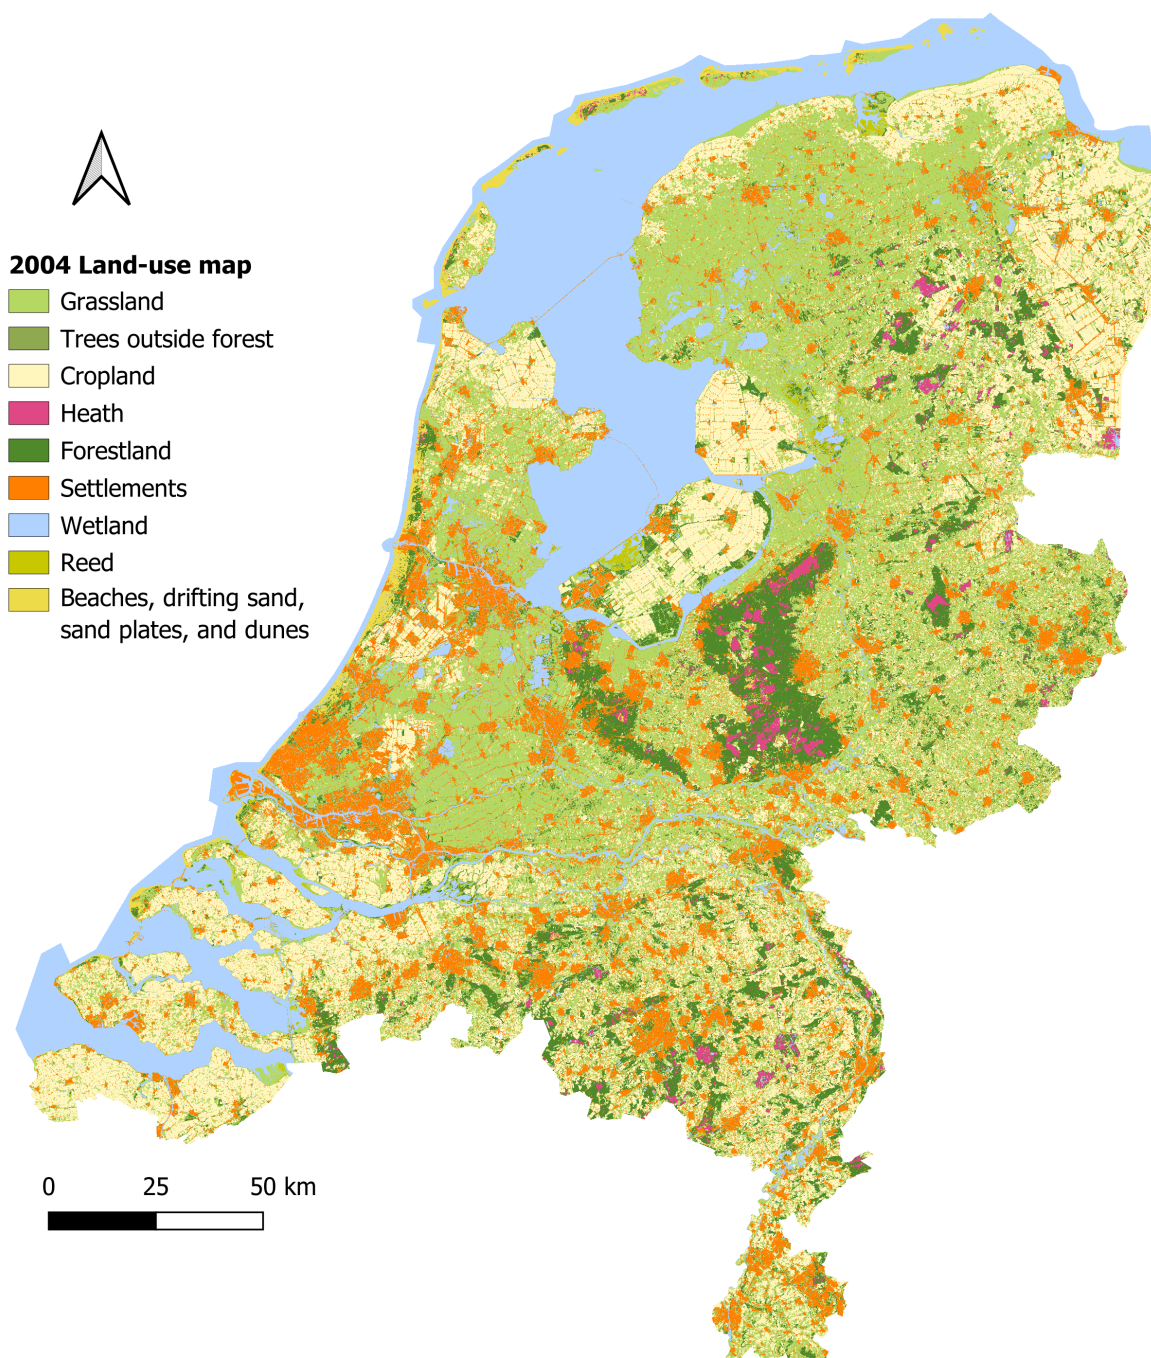 2004 Land-use map
Grassland
Trees outside forest
Cropland
Heath
Forestland
Settlements
Wetland
Reed
Beaches, drifting sand,
sand plates, and dunes
0 25 50 km